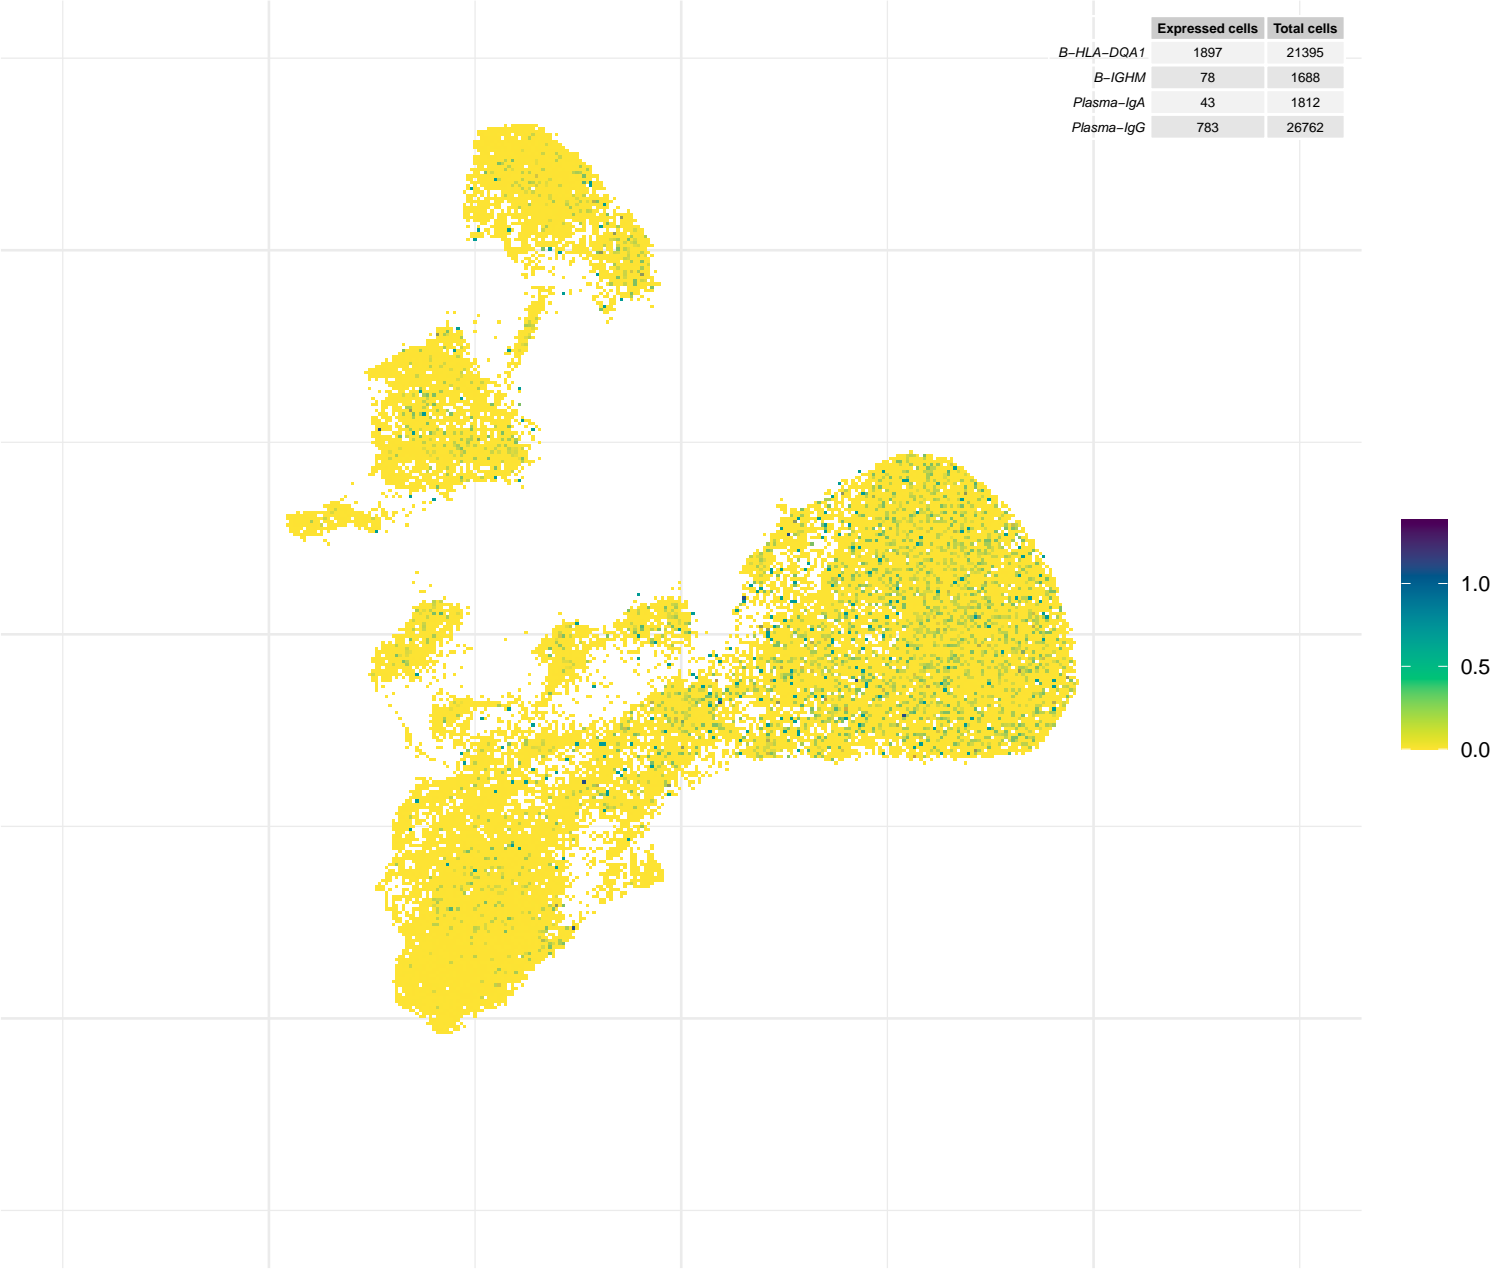 Expressed cells Total cells
B−HLA−DQA1 1897 21395
B−IGHM 78 1688
Plasma−IgA 43 1812
Plasma−IgG 783 26762
1.0
0.5
0.0